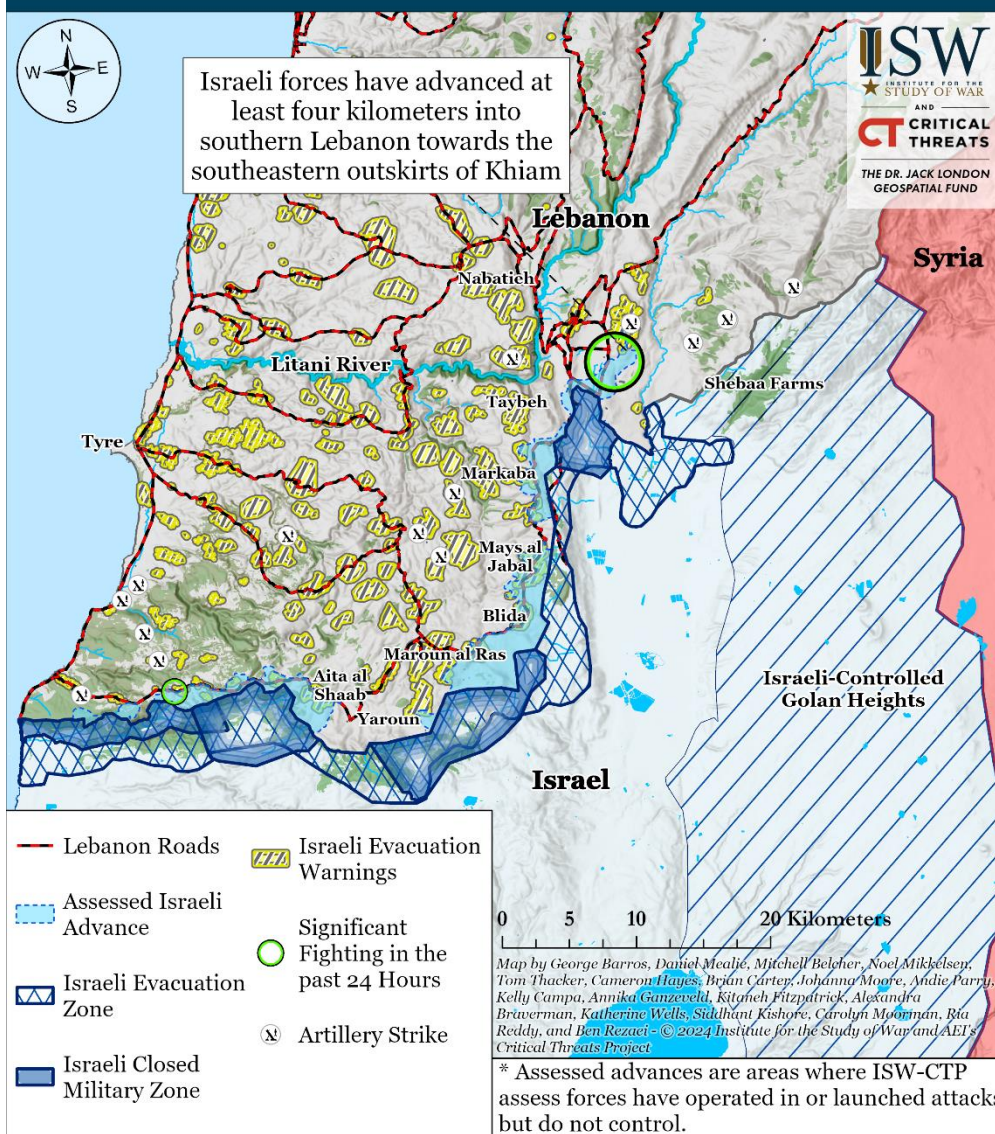 N
W E
S
Israeli forces have advanced at
least four kilometers into
southern Lebanon towards the
southeastern outskirts of Khiam
ISW
INSTITUTE FOR THE
STUDY OF WAR
AND
CT CRITICAL
THREATS
THE DR. JACK LONDON
GEOSPATIAL FUND
Lebanon
Syria
Nabatieh
Litani River
Shebaa Farms
Taybeh
Tyre
Markaba
Mays al
Jabal
Blida
Maroun al Ras
Aita al
Shaab
Yaroun
Israeli-Controlled
Golan Heights
Israel
Lebanon Roads
Assessed Israeli
Advance
Israeli Evacuation
Zone
Israeli Closed
Military Zone
Israeli Evacuation
Warnings
Significant
Fighting in the
past 24 Hours
Artillery Strike
0 5 10 20 Kilometers
Map by George Barros, Daniel Mealie, Mitchell Belcher, Noel Mikkelsen,
Tom Thacker, Cameron Hayes, Brian Carter, Johanna Moore, Andie Parry,
Kelly Campa, Annika Ganzeveld, Kitaneh Fitzpatrick, Alexandra
Braverman, Katherine Wells, Siddhant Kishore, Carolyn Moorman, Ria
Reddy, and Ben Rezaei - © 2024 Institute for the Study of War and AEI's
Critical Threats Project
* Assessed advances are areas where ISW-CTP
assess forces have operated in or launched attacks
but do not control.